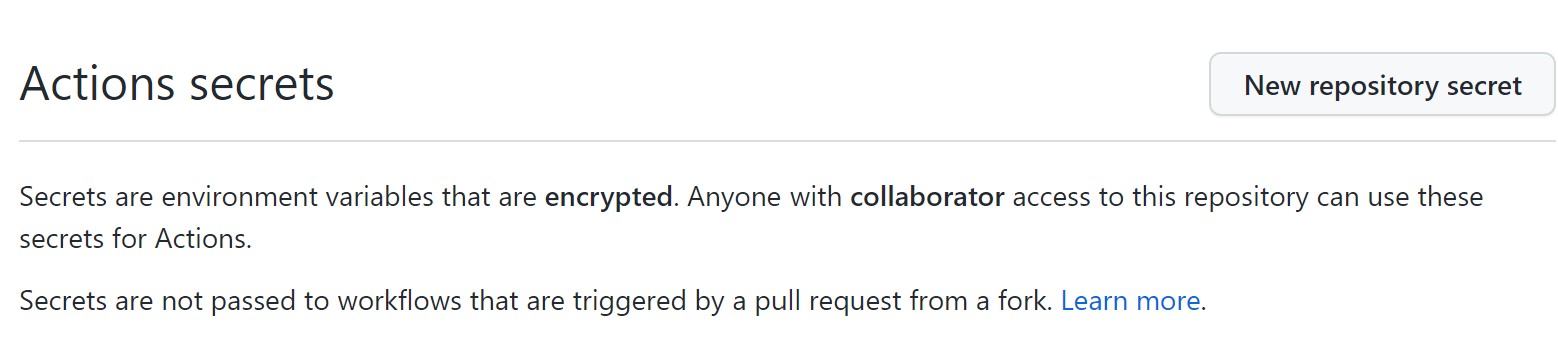 Actions secrets
New repository secret
Secrets are environment variables that are encrypted. Anyone with collaborator access to this repository can use these
secrets for Actions.
Secrets are not passed to workflows that are triggered by a pull request from a fork. Learn more.